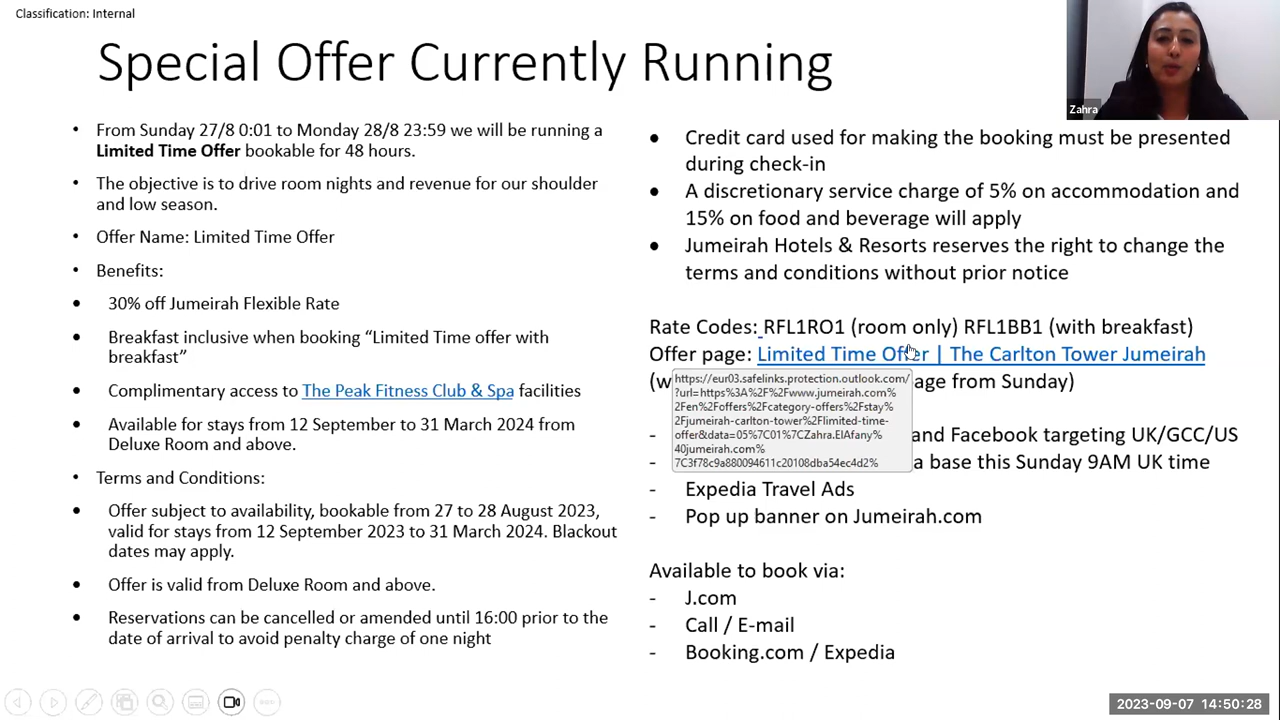 Classification: Internal
Special Offer Currently Running
Zahra
• From Sunday 27/8 0:01 to Monday 28/8 23:59 we will be running a
Limited Time Offer bookable for 48 hours.
• The objective is to drive room nights and revenue for our shoulder
and low season.
• Offer Name: Limited Time Offer
• Benefits:
• 30% off Jumeirah Flexible Rate
• Breakfast inclusive when booking “Limited Time offer with
breakfast”
• Complimentary access to The Peak Fitness Club & Spa facilities
• Available for stays from 12 September to 31 March 2024 from
Deluxe Room and above.
• Terms and Conditions:
• Offer subject to availability, bookable from 27 to 28 August 2023,
valid for stays from 12 September 2023 to 31 March 2024. Blackout
dates may apply.
• Offer is valid from Deluxe Room and above.
• Reservations can be cancelled or amended until 16:00 prior to the
date of arrival to avoid penalty charge of one night
• Credit card used for making the booking must be presented
during check-in
• A discretionary service charge of 5% on accommodation and
15% on food and beverage will apply
• Jumeirah Hotels & Resorts reserves the right to change the
terms and conditions without prior notice
Rate Codes: RFL1RO1 (room only) RFL1BB1 (with breakfast)
Offer page: Limited Time Offer | The Carlton Tower Jumeirah
from Sunday)
https://eur03.safelinks.protection.outlook.com/
?url=https%3A%2F%2Fwww.jumeirah.com%
2Fen%2Foffers%2Fcategory-offers%2Fstay%
2Fjumeirah-carlton-tower%2Flimited-time-
offer&data=05%7C01%7CZahra.ElAfany%
40jumeirah.com%
7C3f78c9a880094611c20108dba54ec4d2%
- and Facebook targeting UK/GCC/US
- base this Sunday 9AM UK time
- Expedia Travel Ads
- Pop up banner on Jumeirah.com
Available to book via:
- J.com
- Call / E-mail
- Booking.com / Expedia
2023-09-07 14:50:28